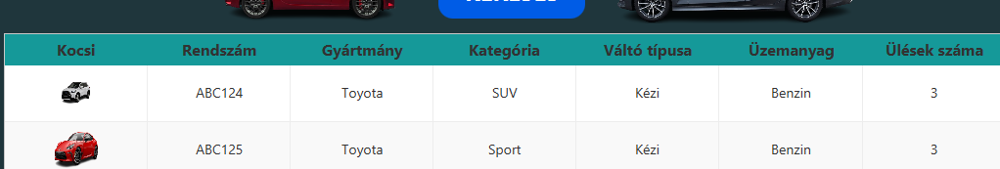 Kocsi Rendszám Gyártmány Kategória Váltó típusa Üzemanyag Ülések száma
ABC124 Toyota SUV Kézi Benzin 3
ABC125 Toyota Sport Kézi Benzin 3